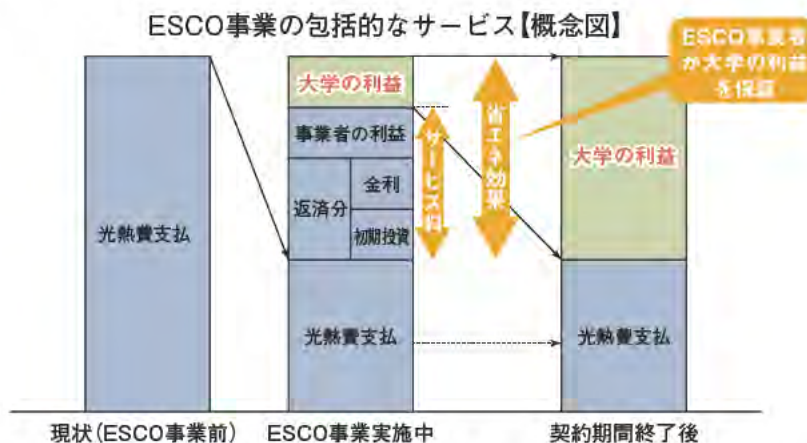 ESCO事業の包括的なサービス【概念図】
ESCO事業者
が大学の利益
を保証
大学の利益
事業者の利益
返済分
金利
初期投資
サービス料
省エネ効果
大学の利益
光熱費支払
光熱費支払
光熱費支払
現状(ESCO事業前)
ESCO事業実施中
契約期間終了後